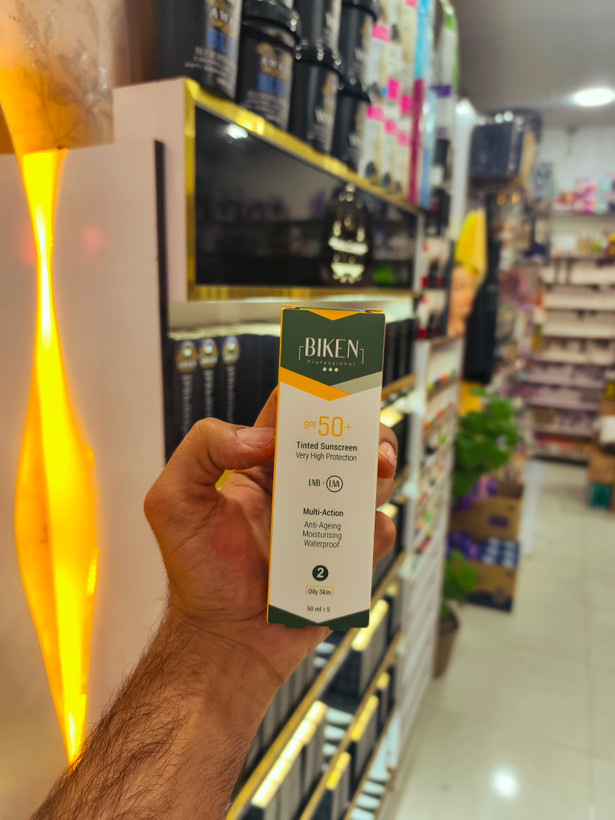 BIKEN
Professional
SPF 50+
Tinted Sunscreen
Very High Protection
UVB - UVA
Multi-Action
Anti-Ageing
Moisturising
Waterproof
2
Oily Skin
50 ml ± 5